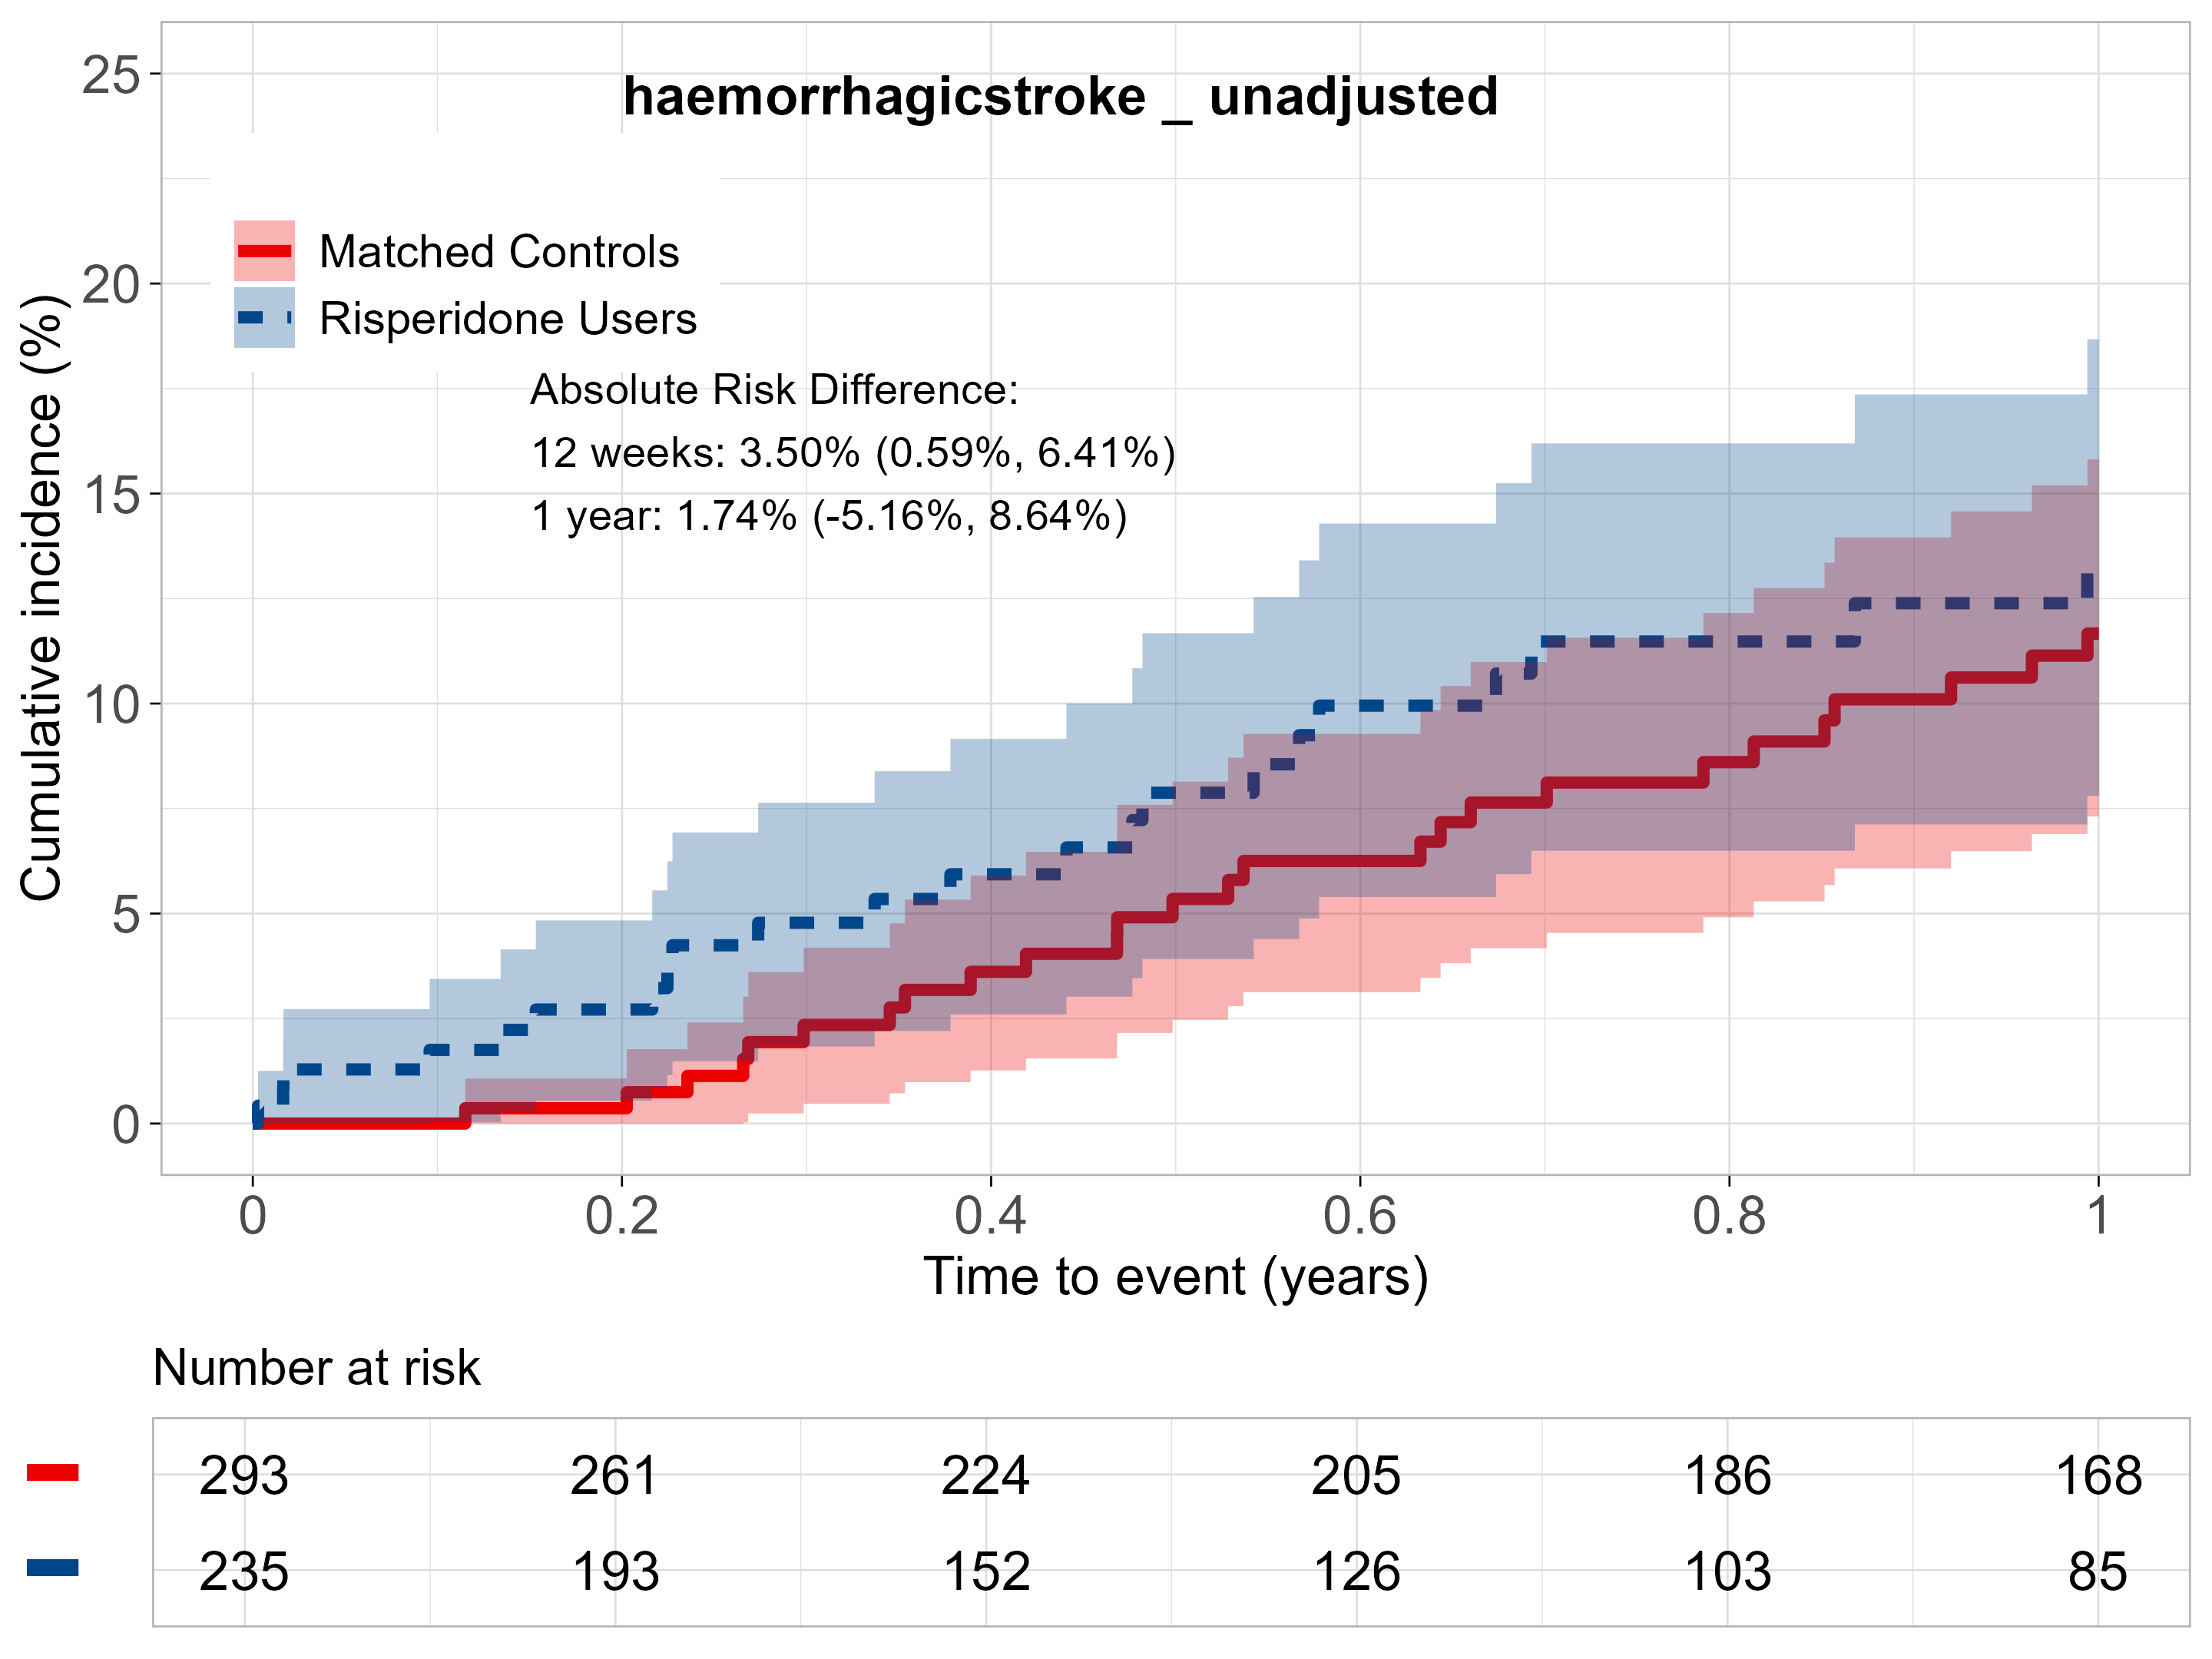 haemorrhagicstroke _ unadjusted
Matched Controls
Risperidone Users
Absolute Risk Difference:
12 weeks: 3.50% (0.59%, 6.41%)
1 year: 1.74% (-5.16%, 8.64%)
Cumulative incidence (%)
25
20
15
10
5
0
0 0.2 0.4 0.6 0.8 1
Time to event (years)
Number at risk
293 261 224 205 186 168
235 193 152 126 103 85